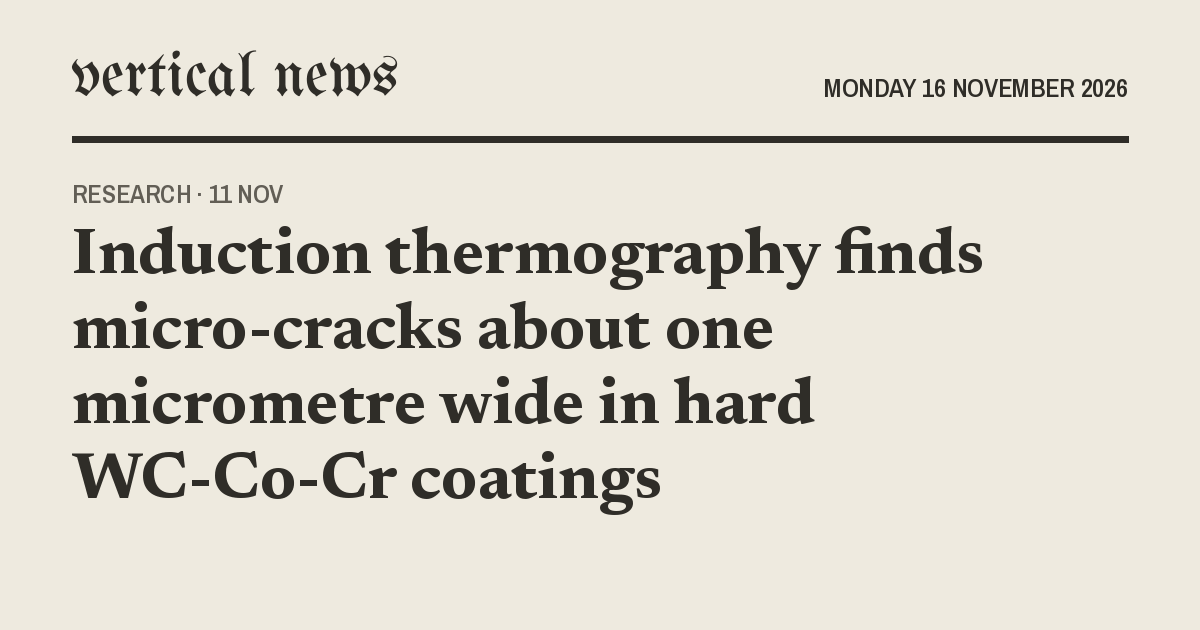 vertical news
MONDAY 16 NOVEMBER 2026
RESEARCH · 11 NOV
Induction thermography finds
micro-cracks about one
micrometre wide in hard
WC-Co-Cr coatings